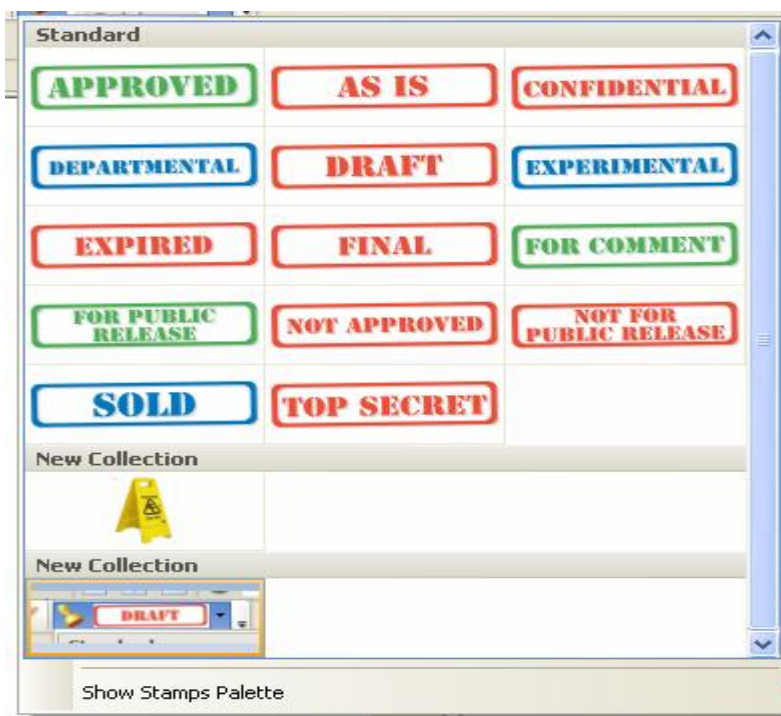 Standard
APPROVED
AS IS
CONFIDENTIAL
DEPARTMENTAL
DRAFT
EXPERIMENTAL
EXPIRED
FINAL
FOR COMMENT
FOR PUBLIC
RELEASE
NOT APPROVED
NOT FOR
PUBLIC RELEASE
SOLD
TOP SECRET
New Collection
New Collection
DRAFT
Show Stamps Palette